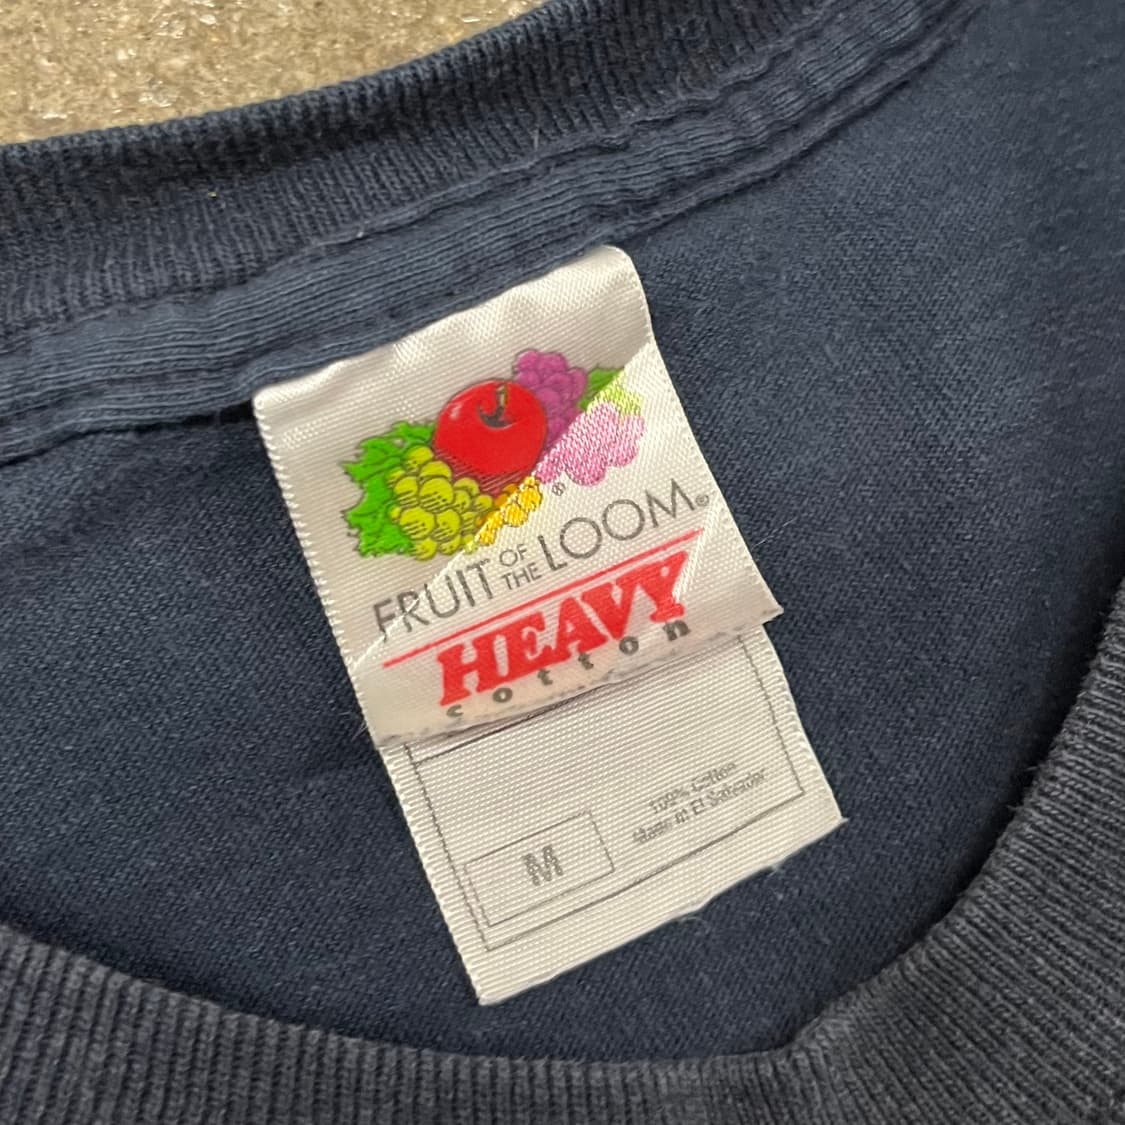 ®
FRUIT OF THE LOOM®
HEAVY
cotton
100% Cotton
Made in El Salvador
M